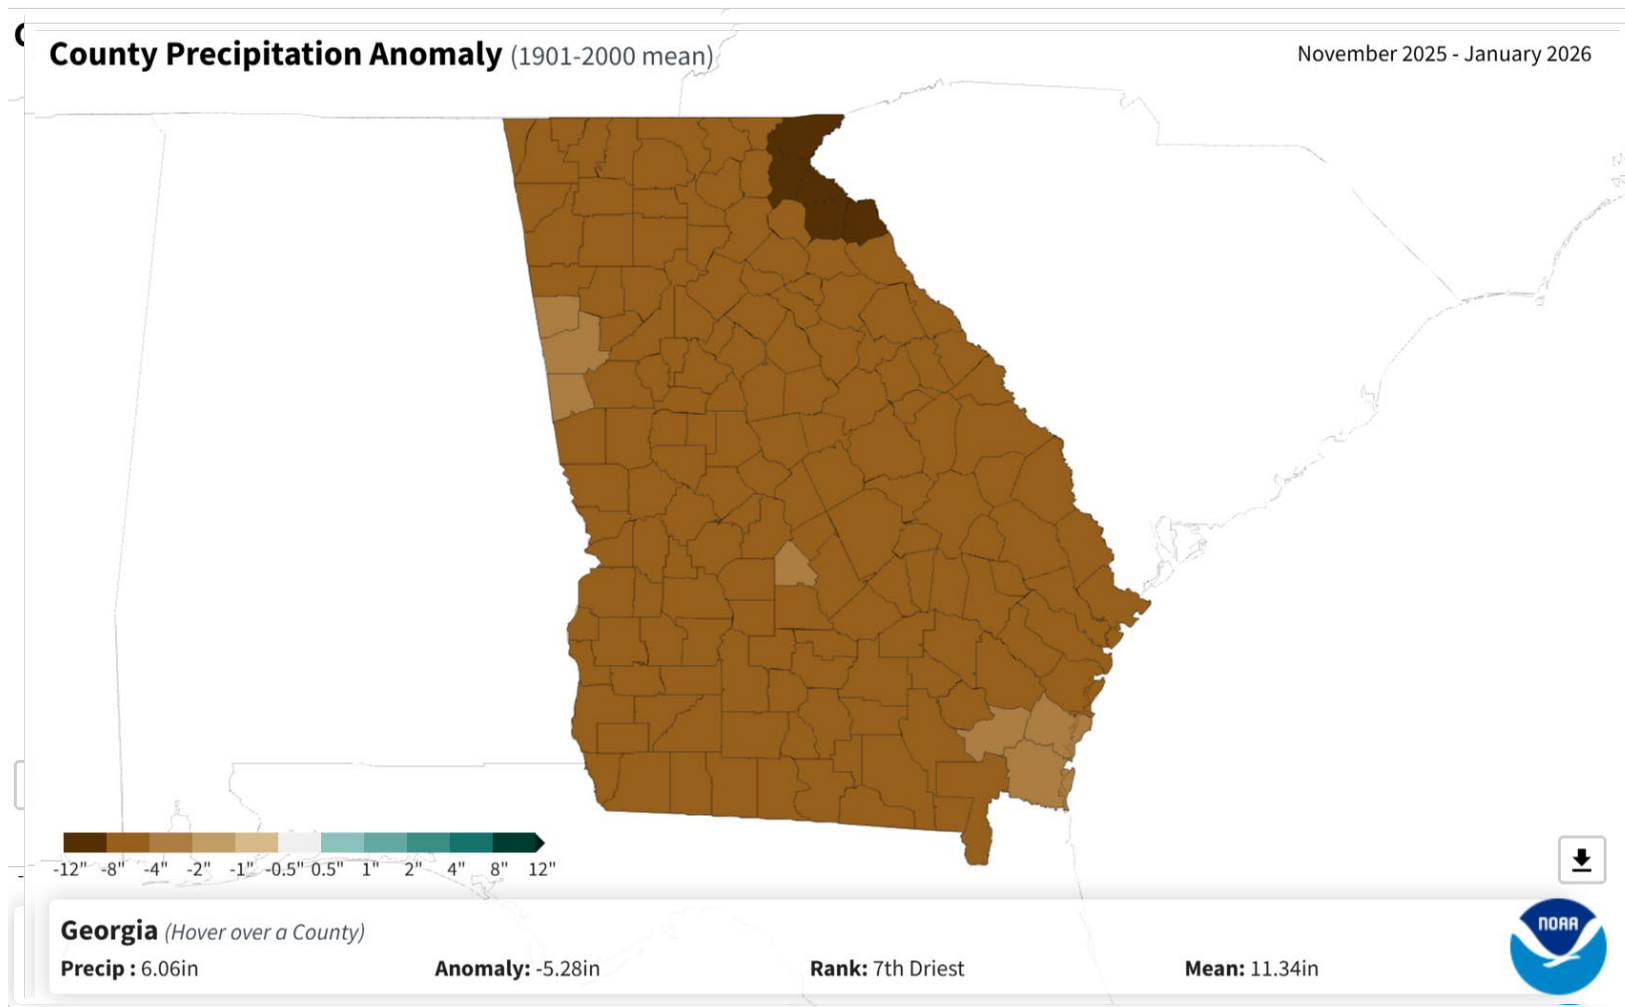 County Precipitation Anomaly (1901-2000 mean)
November 2025 - January 2026
-12" -8" -4" -2" -1" -0.5" 0.5" 1" 2" 4" 8" 12"
Georgia (Hover over a County)
Precip : 6.06in Anomaly: -5.28in Rank: 7th Driest Mean: 11.34in
NOAA